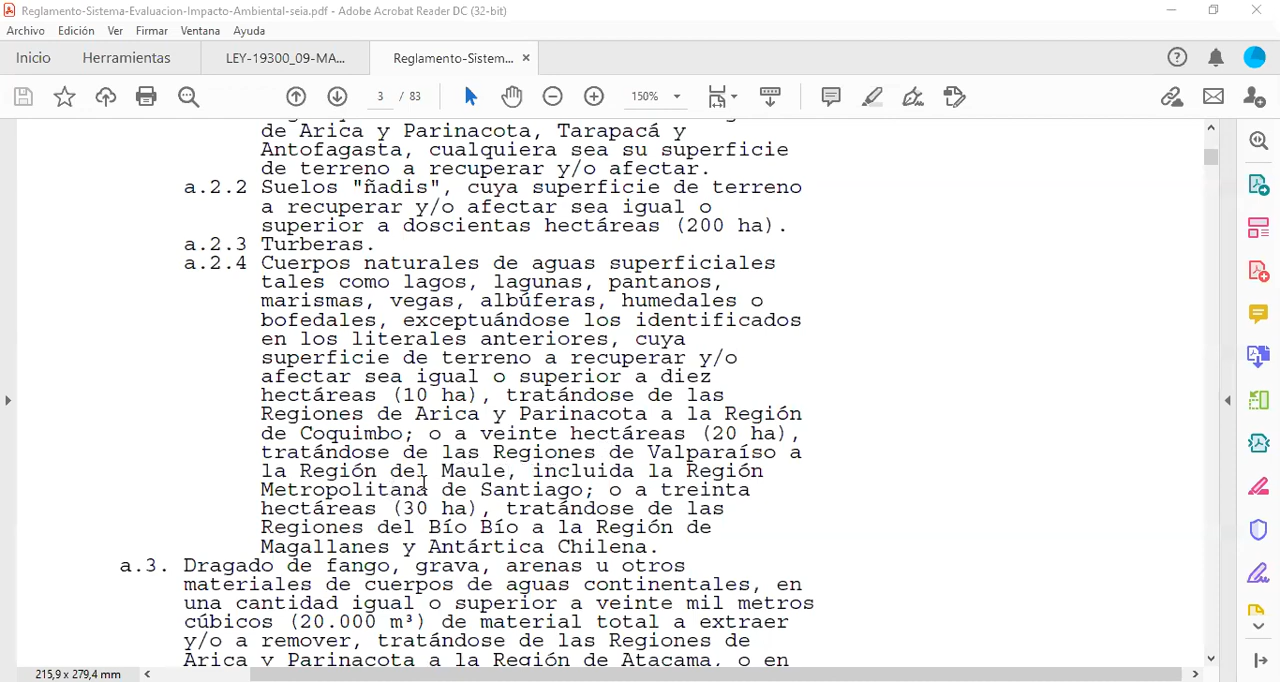 Reglamento-Sistema-Evaluacion-Impacto-Ambiental-seia.pdf - Adobe Acrobat Reader DC (32-bit)
Archivo Edición Ver Firmar Ventana Ayuda
Inicio Herramientas LEY-19300_09-MA... Reglamento-Sistem... ×
3 / 83 150%
de Arica y Parinacota, Tarapacá y
Antofagasta, cualquiera sea su superficie
de terreno a recuperar y/o afectar.
a.2.2 Suelos "ñadis", cuya superficie de terreno
a recuperar y/o afectar sea igual o
superior a doscientas hectáreas (200 ha).
a.2.3 Turberas.
a.2.4 Cuerpos naturales de aguas superficiales
tales como lagos, lagunas, pantanos,
marismas, vegas, albúferas, humedales o
bofedales, exceptuándose los identificados
en los literales anteriores, cuya
superficie de terreno a recuperar y/o
afectar sea igual o superior a diez
hectáreas (10 ha), tratándose de las
Regiones de Arica y Parinacota a la Región
de Coquimbo; o a veinte hectáreas (20 ha),
tratándose de las Regiones de Valparaíso a
la Región del Maule, incluida la Región
Metropolitana de Santiago; o a treinta
hectáreas (30 ha), tratándose de las
Regiones del Bío Bío a la Región de
Magallanes y Antártica Chilena.
a.3. Dragado de fango, grava, arenas u otros
materiales de cuerpos de aguas continentales, en
una cantidad igual o superior a veinte mil metros
cúbicos (20.000 m³) de material total a extraer
y/o a remover, tratándose de las Regiones de
Arica y Parinacota a la Región de Atacama, o en
215,9 x 279,4 mm